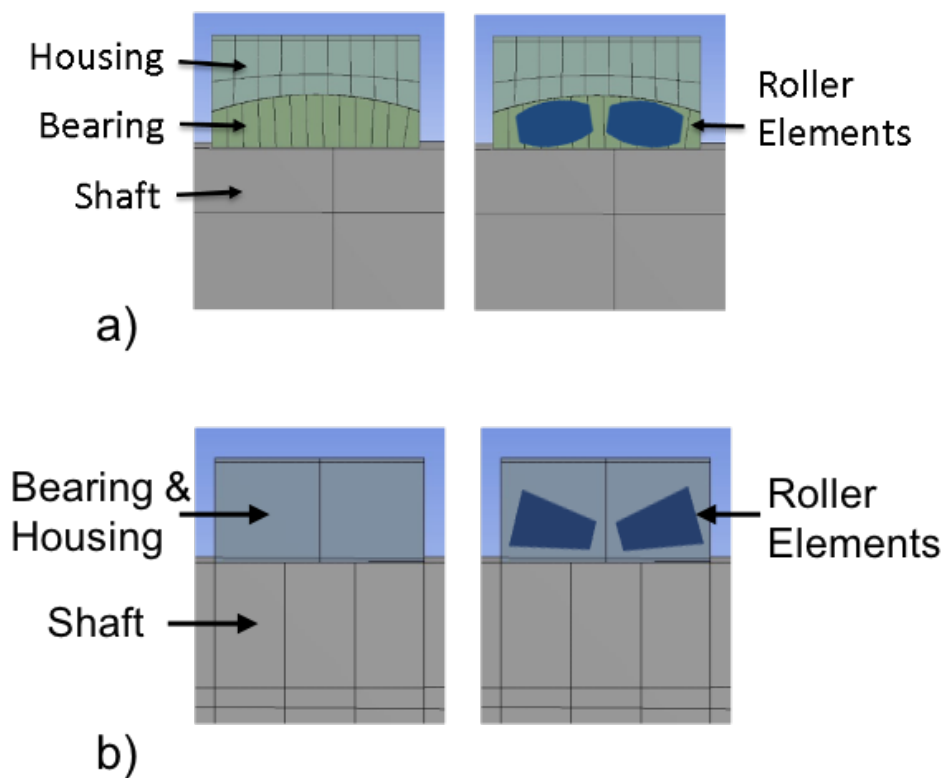 Housing
Bearing
Shaft
Roller
Elements
a)
Bearing &
Housing
Shaft
Roller
Elements
b)